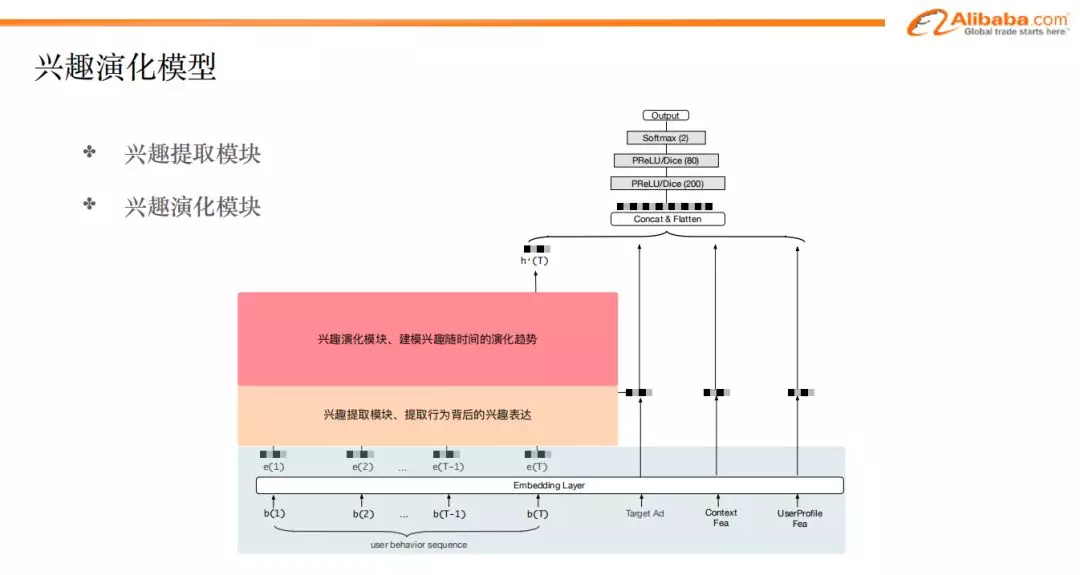 Alibaba.com
Global trade starts here.™
兴趣演化模型
兴趣提取模块
兴趣演化模块
Output
Softmax (2)
PReLU/Dice (80)
PReLU/Dice (200)
Concat & Flatten
h'(T)
兴趣演化模块、建模兴趣随时间的演化趋势
兴趣提取模块、提取行为背后的兴趣表达
e(1) e(2) ... e(T-1) e(T)
Embedding Layer
b(1) b(2) ... b(T-1) b(T) Target Ad Context Fea UserProfile Fea
user behavior sequence